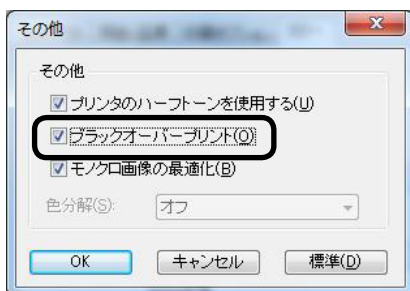 その他
その他
プリンタのハーフトーンを使用する(U)
ブラックオーバープリント(O)
モノクロ画像の最適化(B)
色分解(S): オフ
OK キャンセル 標準(D)